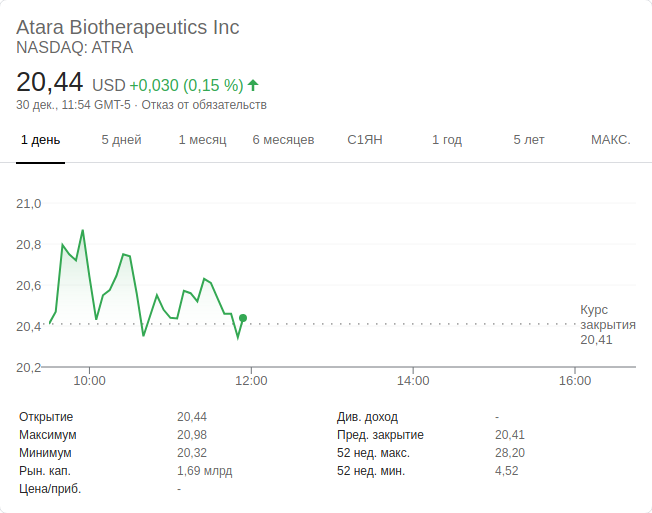 Atara Biotherapeutics Inc
NASDAQ: ATRA
20,44 USD +0,030 (0,15 %)
30 дек., 11:54 GMT-5 · Отказ от обязательств
1 день 5 дней 1 месяц 6 месяцев С1ЯН 1 год 5 лет МАКС.
21,0
20,8
20,6
20,4
20,2
Курс
закрытия
20,41
10:00 12:00 14:00 16:00
Открытие 20,44
Максимум 20,98
Минимум 20,32
Рын. кап. 1,69 млрд
Цена/приб. -
Див. доход -
Пред. закрытие 20,41
52 нед. макс. 28,20
52 нед. мин. 4,52